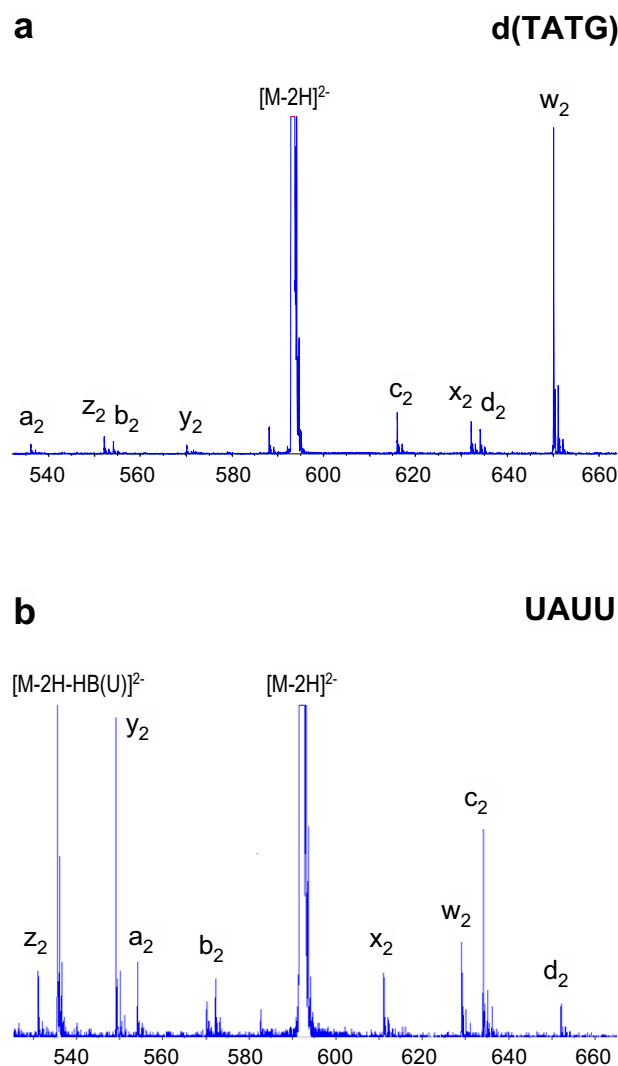 a
d(TATG)
[M-2H]²⁻
w₂
a₂
z₂
b₂
y₂
c₂
x₂
d₂
540 560 580 600 620 640 660
b
UAUU
[M-2H-HB(U)]²⁻
[M-2H]²⁻
y₂
c₂
z₂
a₂
b₂
x₂
w₂
d₂
540 560 580 600 620 640 660